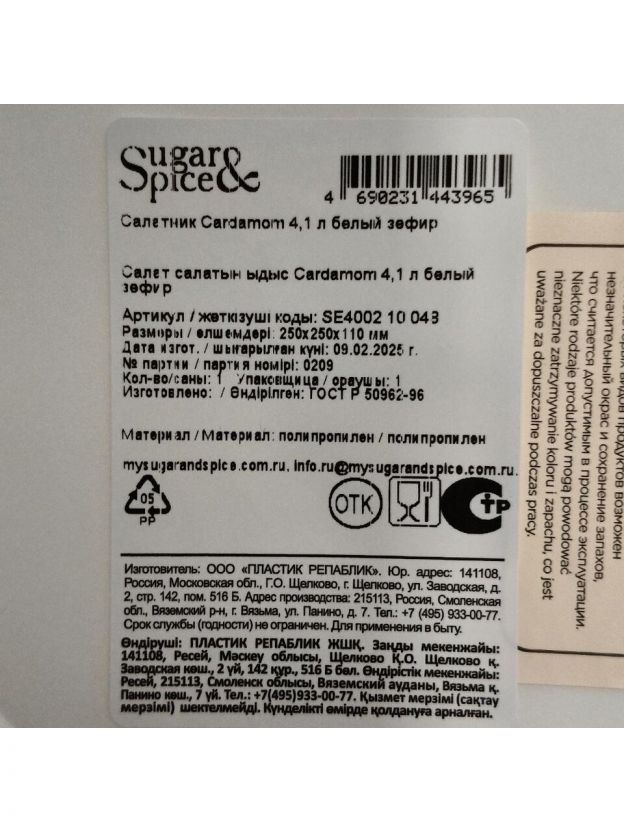 Sugar&
Spice
4 690231 443965
Салатник Cardamom 4,1 л белый зефир
Салат салатын ыдыс Cardamom 4,1 л белый
зефир
Артикул / жеткізуші коды: SE4002 10 043
Размеры / өлшемдері: 250х250х110 мм
Дата изгот. / шығарылған күні: 09.02.2025 г.
№ партии / партия номірі: 0209
Кол-во/саны: 1 Упаковщица / ораушы: 1
Изготовлено: / Өндірілген: ГОСТ Р 50962-96
Материал / Материал: полипропилен / полипропилен
mysugarandspice.com.ru, info.ru@mysugarandspice.com.ru.
05
PP
ОТК
тР
Изготовитель: ООО «ПЛАСТИК РЕПАБЛИК». Юр. адрес: 141108,
Россия, Московская обл., Г.О. Щелково, г. Щелково, ул. Заводская, д.
2, стр. 142, пом. 516 Б. Адрес производства: 215113, Россия, Смоленская
обл., Вяземский р-н, г. Вязьма, ул. Панино, д. 7. Тел.: +7 (495) 933-00-77.
Срок службы (годности) не ограничен. Для применения в быту.
Өндіруші: ПЛАСТИК РЕПАБЛИК ЖШҚ. Заңды мекенжайы:
141108, Ресей, Мәскеу облысы, Щелково Қ.О. Щелково қ.
Заводская көш., 2 үй, 142 құр., 516 Б бөл. Өндірістік мекенжайы:
Ресей, 215113, Смоленск облысы, Вяземский ауданы, Вязьма қ.
Панино көш., 7 үй. Тел.: +7(495)933-00-77. Қызмет мерзімі (сақтау
мерзімі) шектелмейді. Күнделікті өмірде қолдануға арналған.
видов продуктов возможен
незначительный окрас и сохранение запахов,
что считается допустимым в процессе эксплуатации.
Niektóre rodzaje produktów mogą powodować
nieznaczne zatrzymywanie koloru i zapachu, co jest
uważane za dopuszczalne podczas pracy.